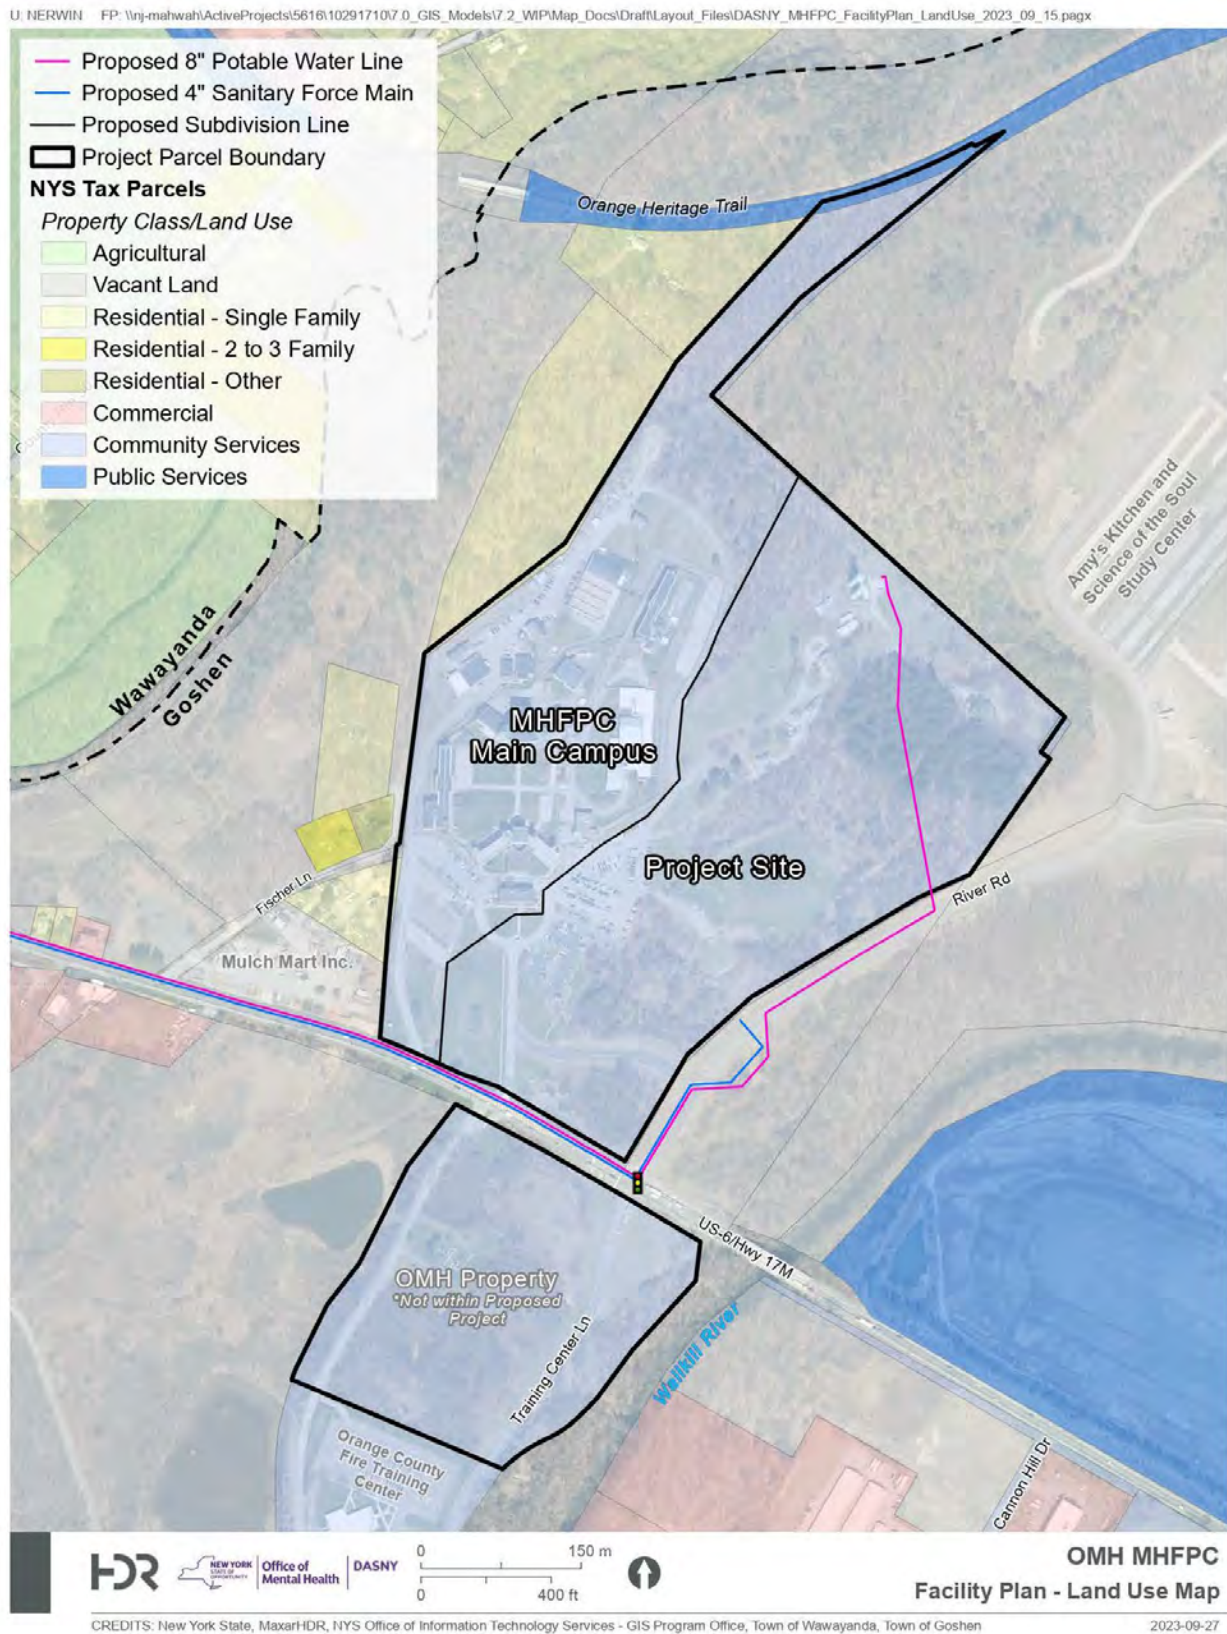 U: NERWIN FP: \\nj-mahwah\ActiveProjects\5616\10291710\7.0_GIS_Models\7.2_WIP\Map_Docs\Draft\Layout_Files\DASNY_MHFPC_FacilityPlan_LandUse_2023_09_15.pagx
Proposed 8" Potable Water Line
Proposed 4" Sanitary Force Main
Proposed Subdivision Line
Project Parcel Boundary
NYS Tax Parcels
Property Class/Land Use
Agricultural
Vacant Land
Residential - Single Family
Residential - 2 to 3 Family
Residential - Other
Commercial
Community Services
Public Services
Orange Heritage Trail
Amy's Kitchen and
Science of the Soul
Study Center
Wawayanda
Goshen
MHFPC
Main Campus
Project Site
Fischer Ln
River Rd
Mulch Mart Inc.
US-6/Hwy 17M
OMH Property
*Not within Proposed
Project
Wallkill River
Training Center Ln
Orange County
Fire Training
Center
Cannon Hill Dr
HDR
NEW YORK
STATE OF
OPPORTUNITY
Office of
Mental Health
DASNY
0 150 m
0 400 ft
OMH MHFPC
Facility Plan - Land Use Map
CREDITS: New York State, MaxarHDR, NYS Office of Information Technology Services - GIS Program Office, Town of Wawayanda, Town of Goshen
2023-09-27